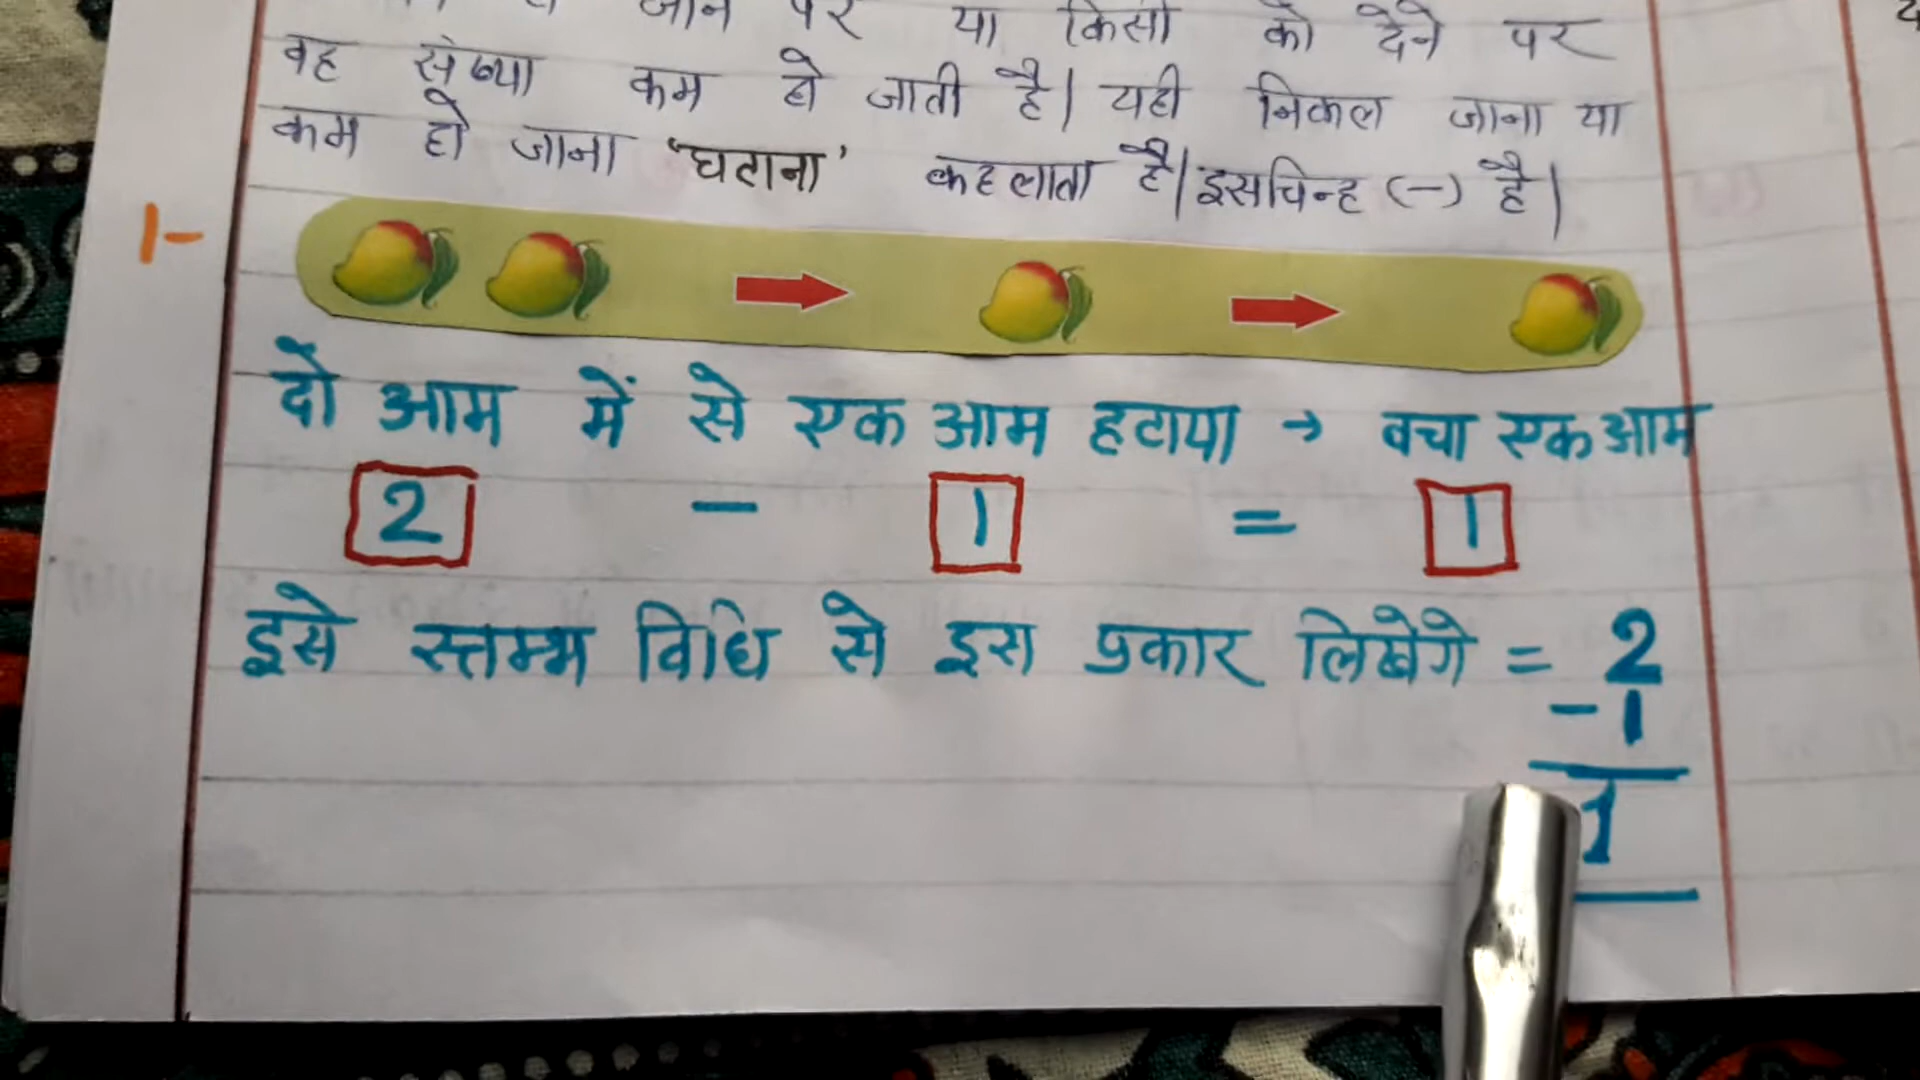 जाने पर या किसी को देने पर
वह संख्या कम हो जाती है| यही निकल जाना या
कम हो जाना 'घटाना' कहलाता है| इसचिन्ह (-) है|
1-
दो आम में से एक आम हटाया → बचा एक आम
2 - 1 = 1
इसे स्तम्भ विधि से इस प्रकार लिखेगे = 2
- 1
1